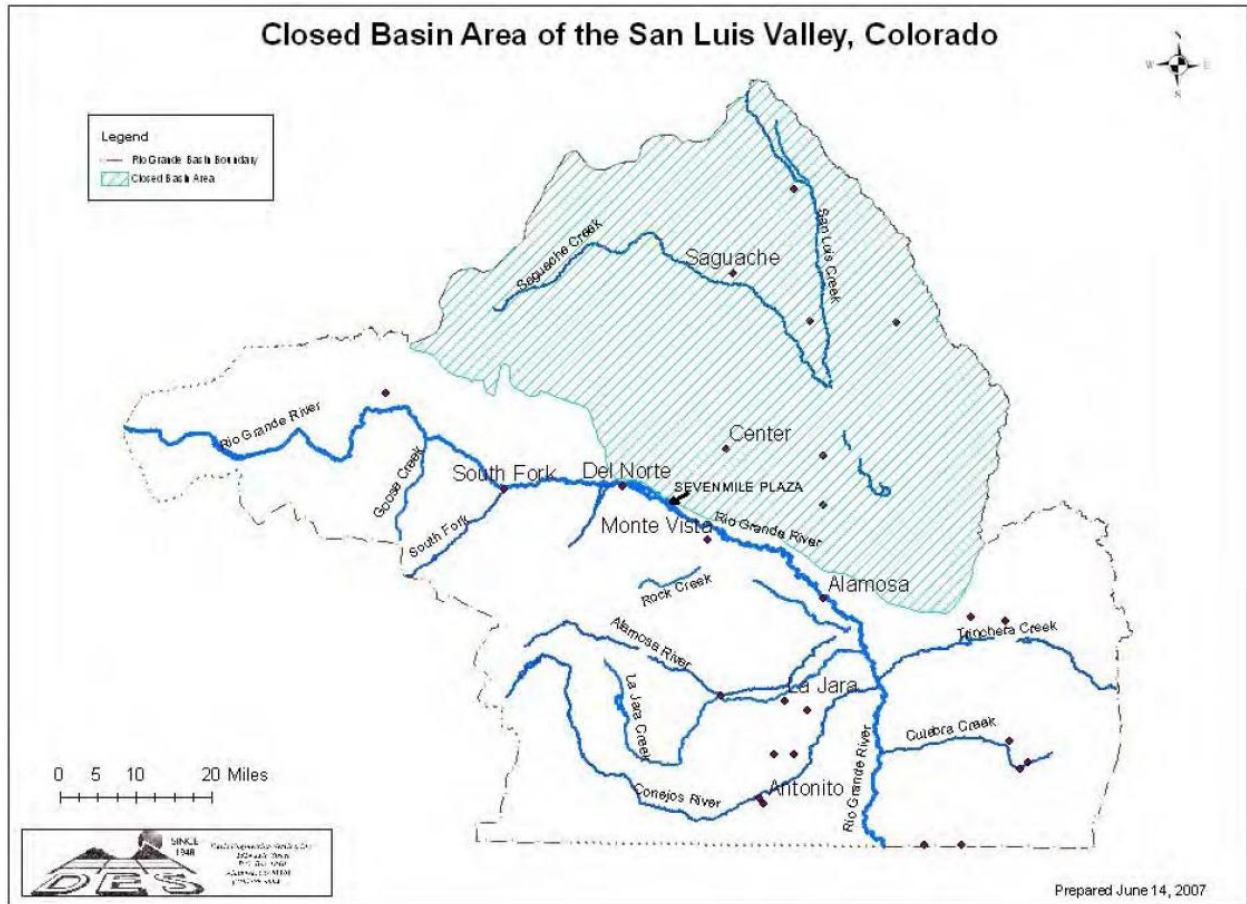 Closed Basin Area of the San Luis Valley, Colorado
N
W E
S
Legend
Rio Grande Basin Boundary
Closed Basin Area
Saguache Creek
Saguache
San Luis Creek
Rio Grande River
Goose Creek
South Fork
South Fork
Del Norte
Center
SEVENMILE PLAZA
Monte Vista
Rio Grande River
Rock Creek
Alamosa
Alamosa River
Trinchera Creek
La Jara Creek
La Jara
Culebra Creek
Conejos River
Antonito
Rio Grande River
0 5 10 20 Miles
SINCE
1948
DES
Prepared June 14, 2007